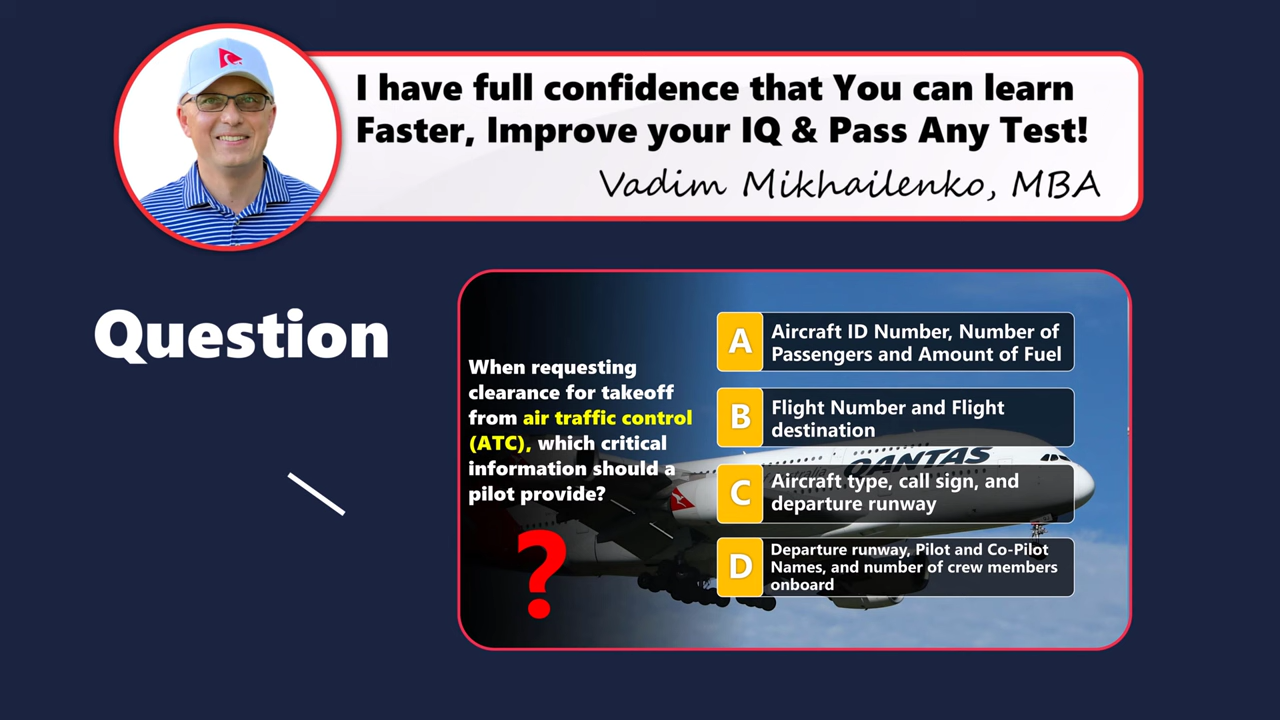 I have full confidence that You can learn
Faster, Improve your IQ & Pass Any Test!
Vadim Mikhailenko, MBA
Question
When requesting
clearance for takeoff
from air traffic control
(ATC), which critical
information should a
pilot provide?
?
A
Aircraft ID Number, Number of
Passengers and Amount of Fuel
B
Flight Number and Flight
destination
QANTAS
C
Aircraft type, call sign, and
departure runway
D
Departure runway, Pilot and Co-Pilot
Names, and number of crew members
onboard